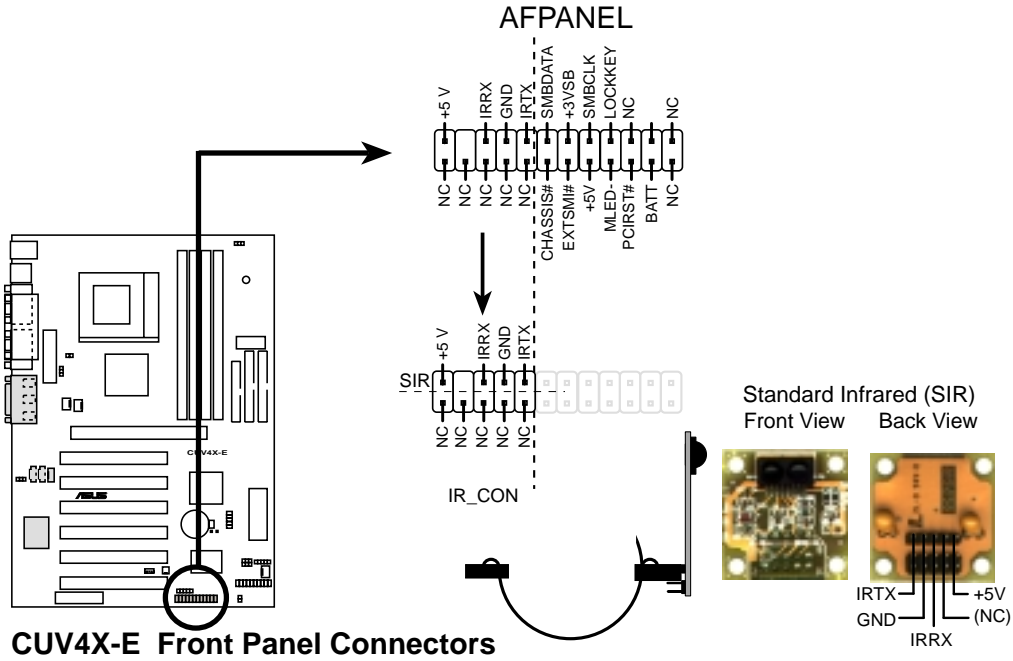 AFPANEL
+5 V
IRRX
GND
IRTX
SMBDATA
+3VSB
SMBCLK
LOCKKEY
NC
NC
NC
NC
NC
NC
NC
CHASSIS#
EXTSMI#
+5V
MLED-
PCIRST#
BATT
NC
+5 V
IRRX
GND
IRTX
SIR
NC
NC
NC
NC
NC
IR_CON
CUV4X-E
ASUS
Standard Infrared (SIR)
Front View Back View
IRTX
GND
IRRX
+5V
(NC)
CUV4X-E Front Panel Connectors